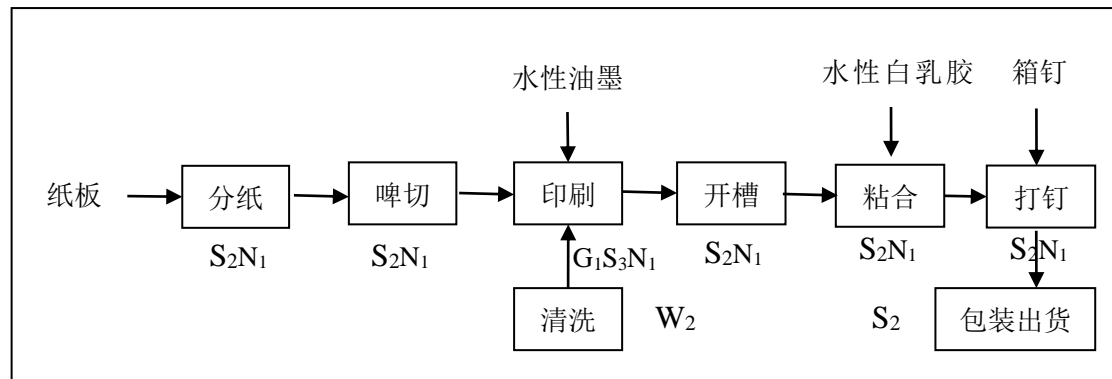 水性油墨 水性白乳胶 箱钉
纸板 分纸 啤切 印刷 开槽 粘合 打钉
S₂N₁ S₂N₁ G₁S₃N₁ S₂N₁ S₂N₁ S₂N₁
清洗 W₂ S₂ 包装出货